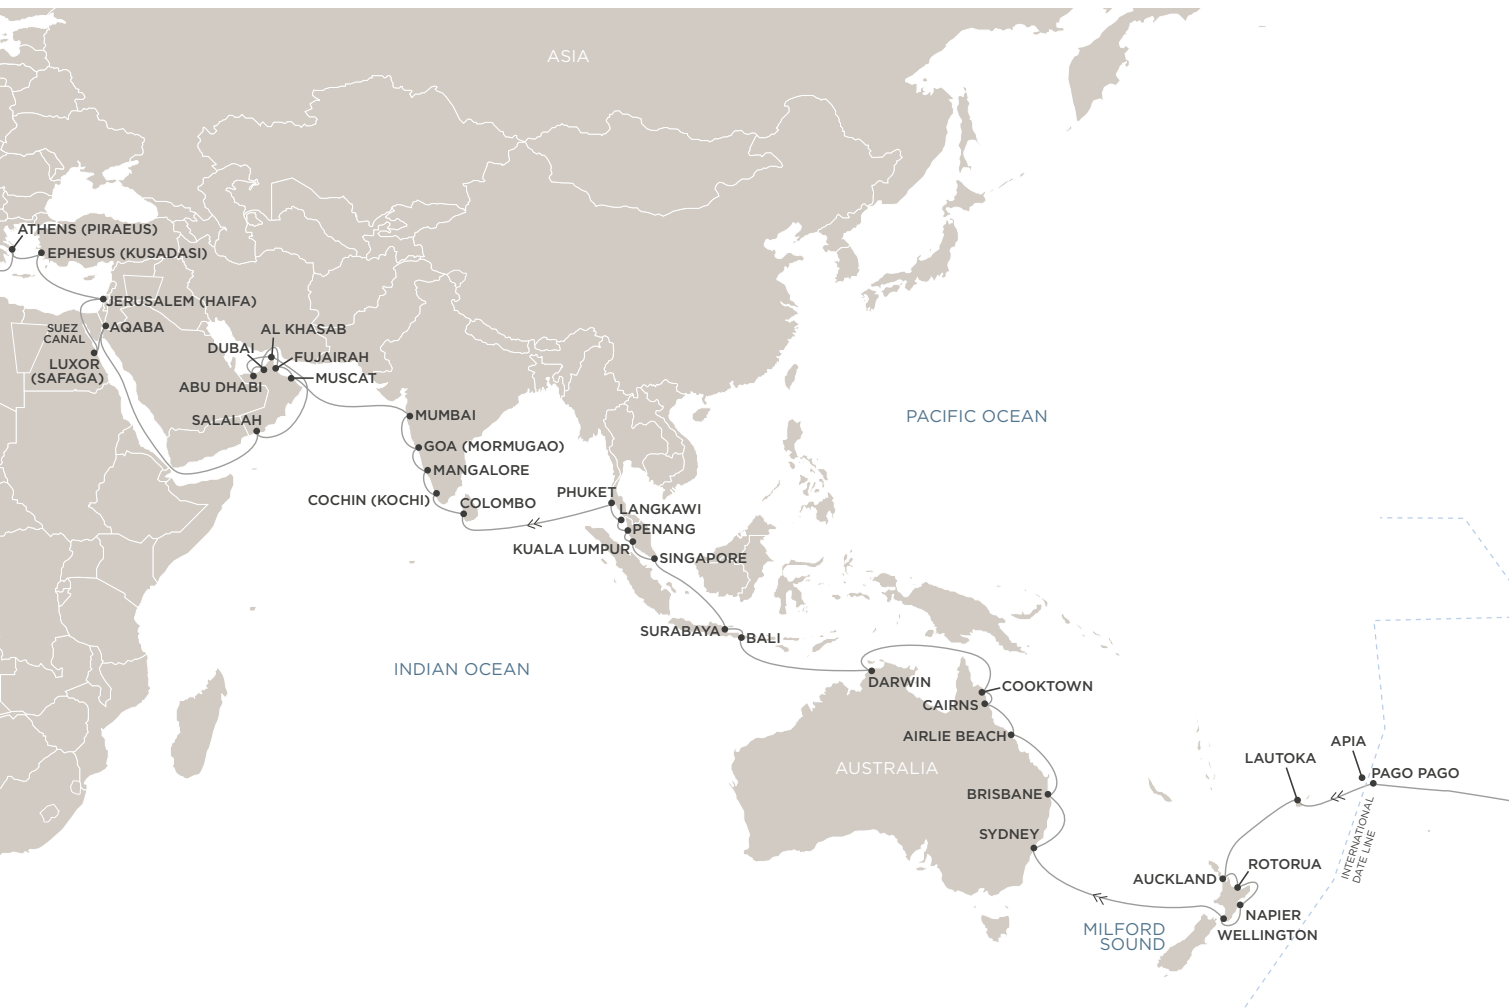 ASIA
ATHENS (PIRAEUS)
EPHESUS (KUSADASI)
JERUSALEM (HAIFA)
SUEZ
CANAL
AQABA
AL KHASAB
DUBAI
FUJAIRAH
LUXOR
(SAFAGA)
ABU DHABI
MUSCAT
SALALAH
MUMBAI
PACIFIC OCEAN
GOA (MORMUGAO)
MANGALORE
COCHIN (KOCHI)
COLOMBO
PHUKET
LANGKAWI
PENANG
KUALA LUMPUR
SINGAPORE
SURABAYA
BALI
INDIAN OCEAN
DARWIN
COOKTOWN
CAIRNS
AIRLIE BEACH
AUSTRALIA
BRISBANE
SYDNEY
APIA
LAUTOKA
PAGO PAGO
INTERNATIONAL
DATE LINE
ROTORUA
AUCKLAND
NAPIER
WELLINGTON
MILFORD
SOUND